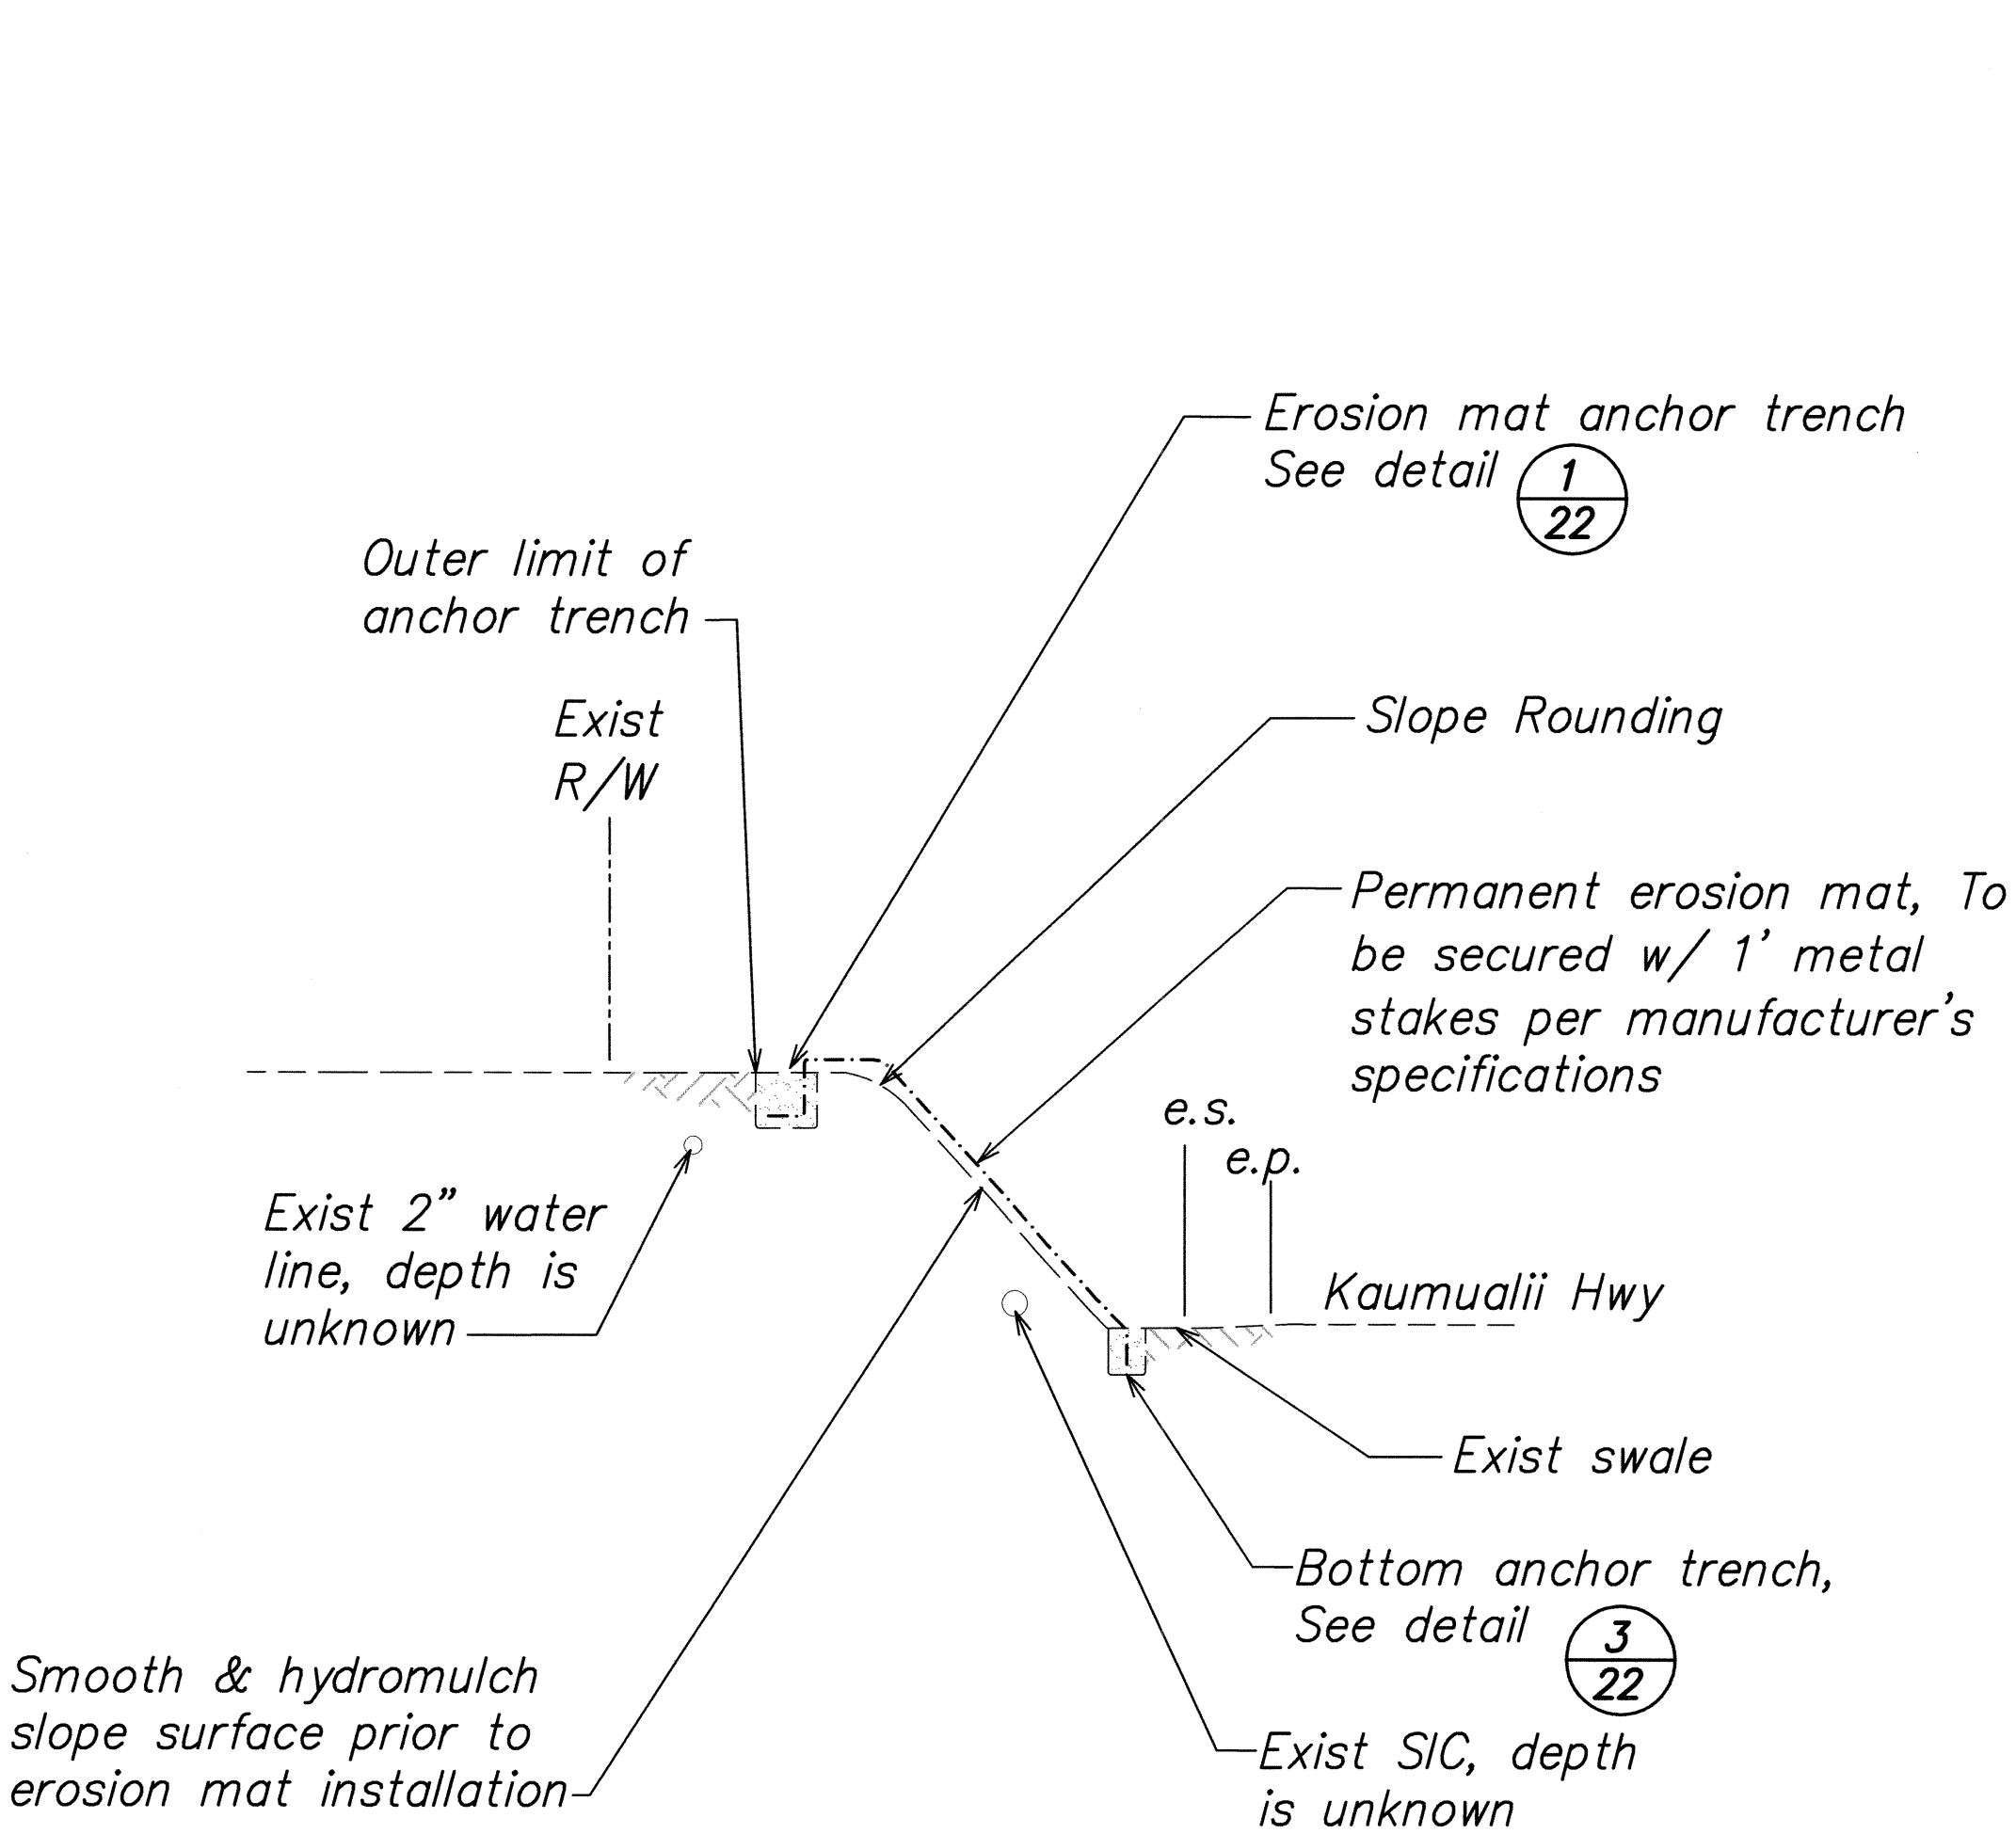 Erosion mat anchor trench
See detail 1
22
Outer limit of
anchor trench
Exist
R/W
Slope Rounding
Permanent erosion mat, To
be secured w/ 1' metal
stakes per manufacturer's
specifications
e.s.
e.p.
Exist 2" water
line, depth is
unknown
Kaumualii Hwy
Exist swale
Bottom anchor trench,
See detail 3
22
Smooth & hydromulch
slope surface prior to
erosion mat installation
Exist SIC, depth
is unknown